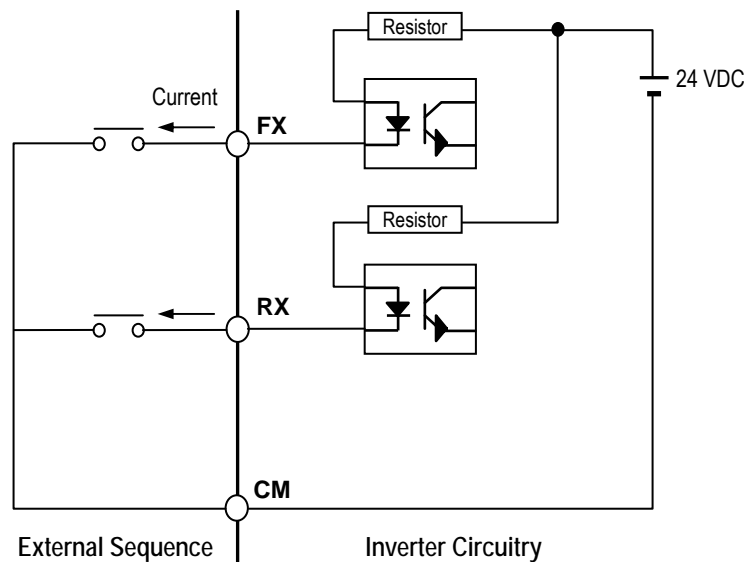 Resistor
24 VDC
Current
FX
Resistor
RX
CM
External Sequence
Inverter Circuitry